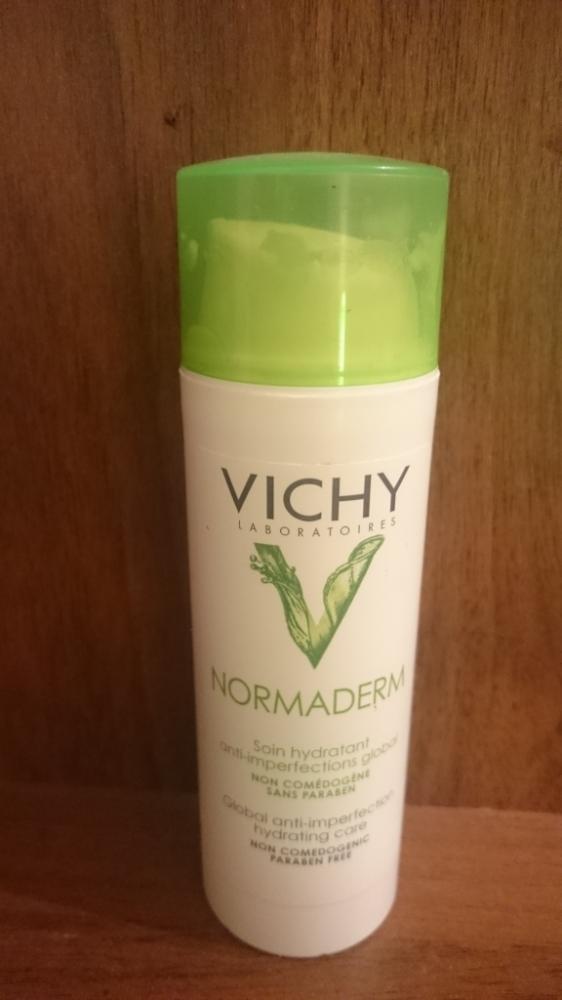 VICHY
LABORATOIRES
NORMADERM
Soin hydratant
anti-imperfections global
NON COMÉDOGÈNE
SANS PARABEN
Global anti-imperfection
hydrating care
NON COMEDOGENIC
PARABEN FREE